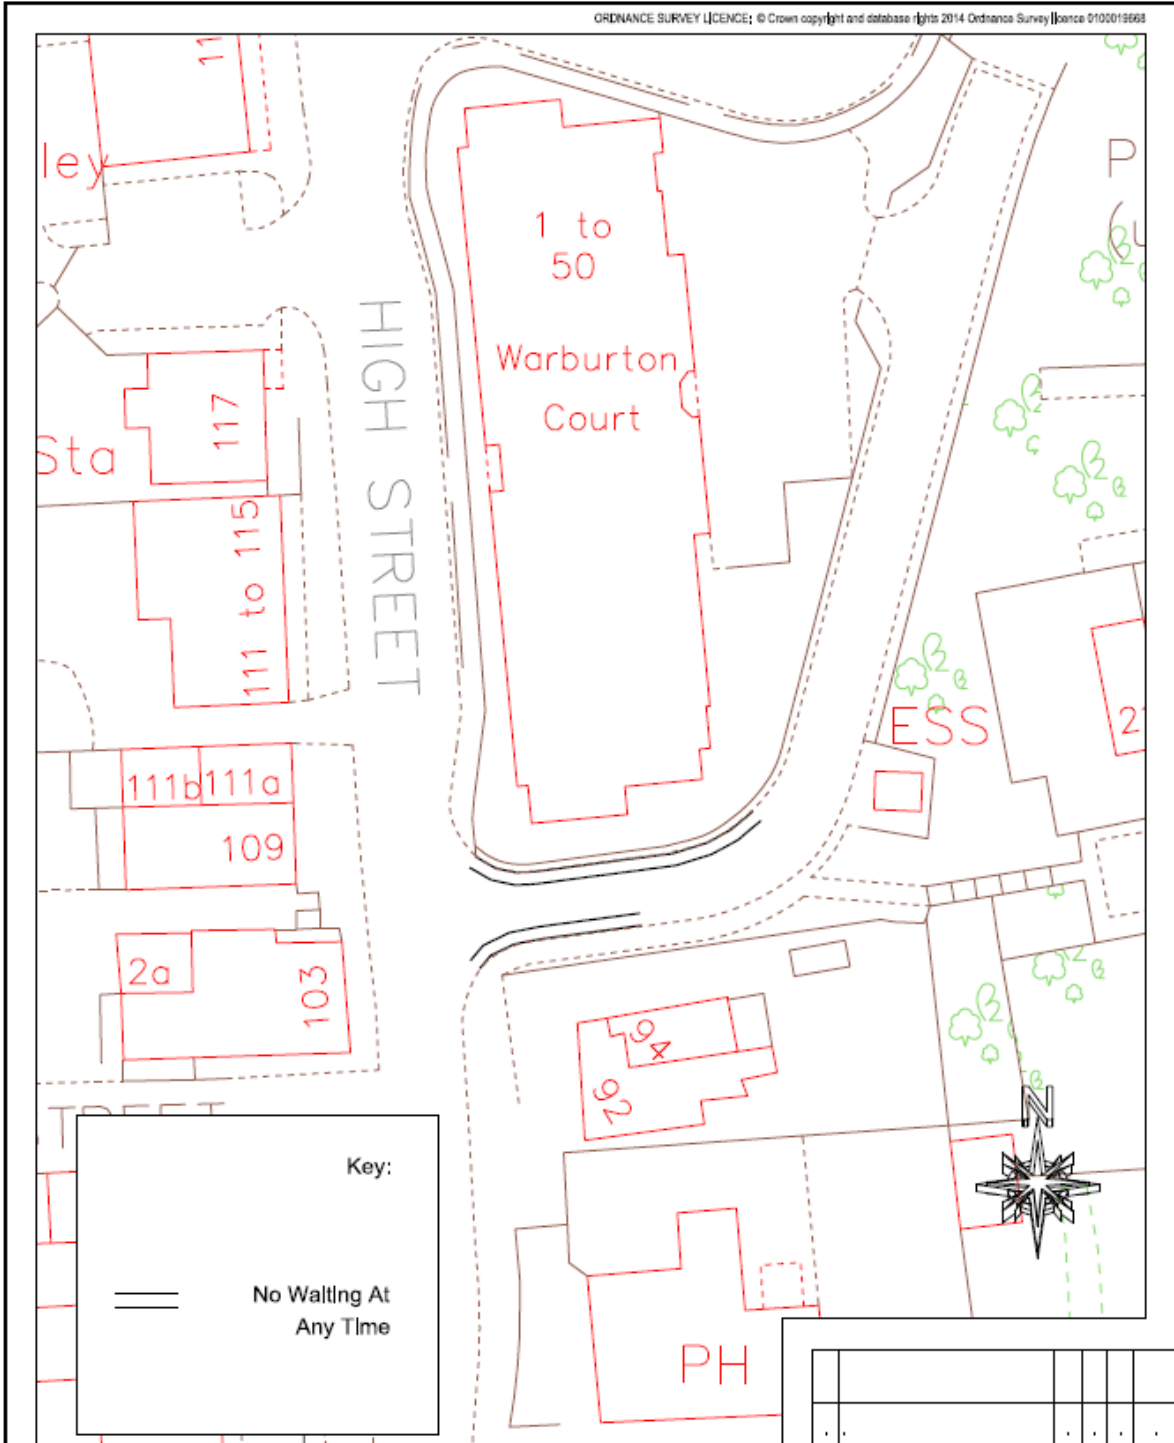 ORDNANCE SURVEY LICENCE; © Crown copyright and database rights 2014 Ordnance Survey licence 0100019668
11
ley
P
1 to
50
HIGH STREET
Warburton
Court
117
Sta
111 to 115
ESS
111b
111a
109
2a
103
94
92
N
Key:
No Waiting At
Any Time
PH